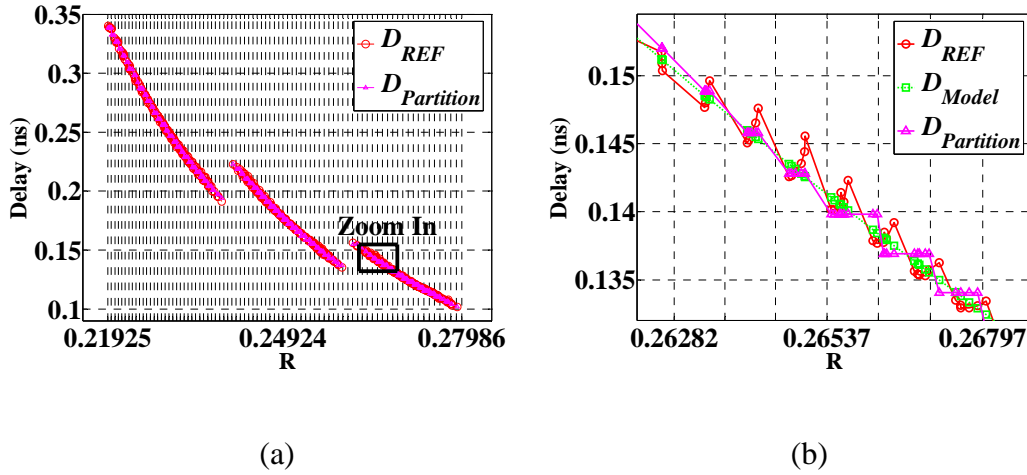 0.35
0.3
0.25
0.2
0.15
0.1
Delay (ns)
D_REF
D_Partition
Zoom In
0.21925 0.24924 0.27986
R
0.15
0.145
0.14
0.135
Delay (ns)
D_REF
D_Model
D_Partition
0.26282 0.26537 0.26797
R
(a) (b)